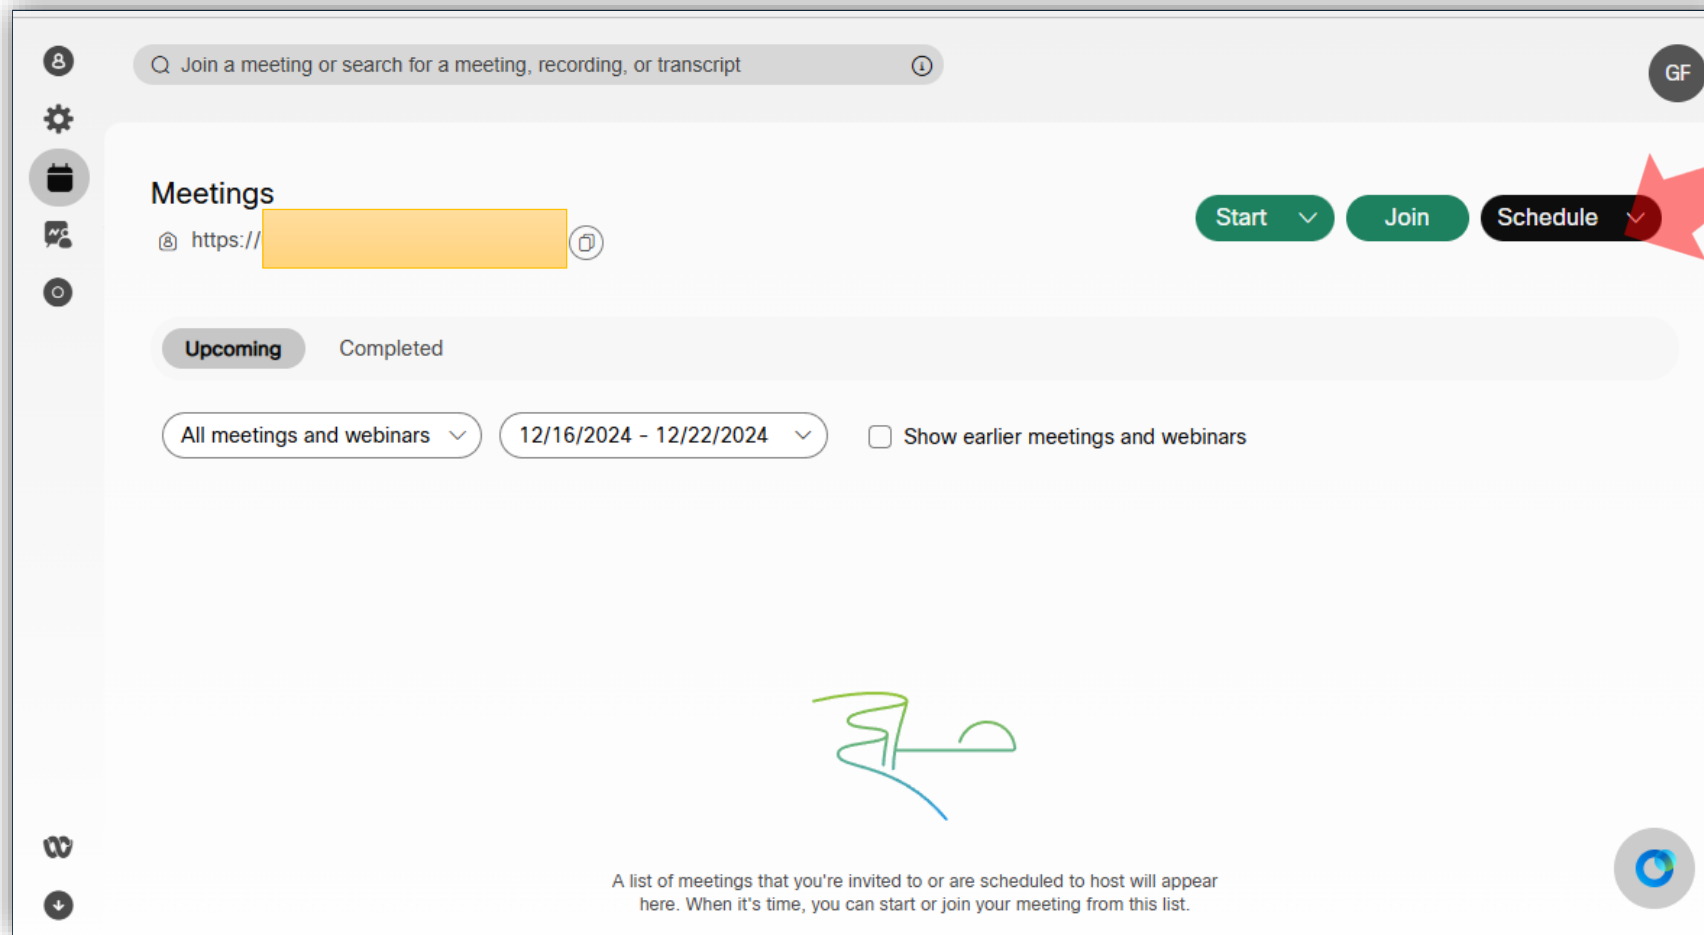 Join a meeting or search for a meeting, recording, or transcript
GF
Meetings
https://
Start
Join
Schedule
Upcoming
Completed
All meetings and webinars
12/16/2024 - 12/22/2024
Show earlier meetings and webinars
A list of meetings that you're invited to or are scheduled to host will appear
here. When it's time, you can start or join your meeting from this list.